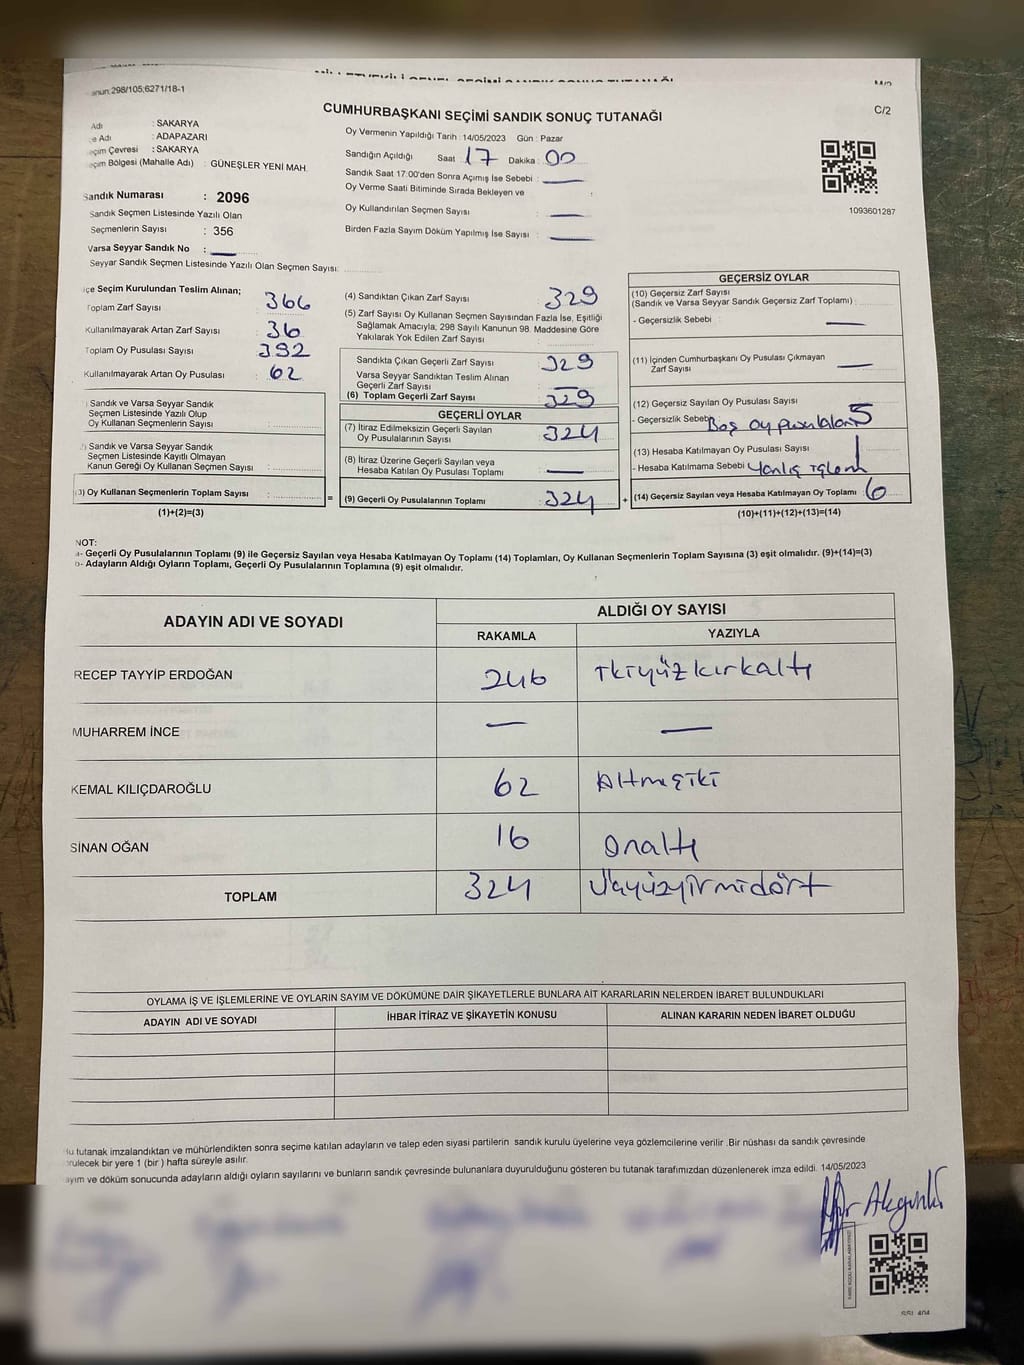 anun:298/105;6271/18-1
C/2
CUMHURBAŞKANI SEÇİMİ SANDIK SONUÇ TUTANAĞI
Adı : SAKARYA
çe Adı : ADAPAZARI
eçim Çevresi : SAKARYA
eçim Bölgesi (Mahalle Adı) : GÜNEŞLER YENİ MAH.
Sandık Numarası : 2096
Sandık Seçmen Listesinde Yazılı Olan
Seçmenlerin Sayısı : 356
Varsa Seyyar Sandık No : —
Seyyar Sandık Seçmen Listesinde Yazılı Olan Seçmen Sayısı:
Oy Vermenin Yapıldığı Tarih : 14/05/2023 Gün : Pazar
Sandığın Açıldığı Saat 17 Dakika : 00
Sandık Saat 17:00'den Sonra Açımış İse Sebebi : —
Oy Verme Saati Bitiminde Sırada Bekleyen ve
Oy Kullandırılan Seçmen Sayısı : —
Birden Fazla Sayım Döküm Yapılmış İse Sayısı : —
1093601287
çe Seçim Kurulundan Teslim Alınan;
Toplam Zarf Sayısı : 366
Kullanılmayarak Artan Zarf Sayısı : 36
Toplam Oy Pusulası Sayısı : 392
Kullanılmayarak Artan Oy Pusulası : 62
Sandık ve Varsa Seyyar Sandık
Seçmen Listesinde Yazılı Olup
Oy Kullanan Seçmenlerin Sayısı :
Sandık ve Varsa Seyyar Sandık
Seçmen Listesinde Kayıtlı Olmayan
Kanun Gereği Oy Kullanan Seçmen Sayısı :
3) Oy Kullanan Seçmenlerin Toplam Sayısı : =
(1)+(2)=(3)
(4) Sandıktan Çıkan Zarf Sayısı : 329
(5) Zarf Sayısı Oy Kullanan Seçmen Sayısından Fazla İse, Eşitliği
Sağlamak Amacıyla; 298 Sayılı Kanunun 98. Maddesine Göre
Yakılarak Yok Edilen Zarf Sayısı :
Sandıkta Çıkan Geçerli Zarf Sayısı : 329
Varsa Seyyar Sandıktan Teslim Alınan
Geçerli Zarf Sayısı : —
(6) Toplam Geçerli Zarf Sayısı : 329
GEÇERLİ OYLAR
(7) İtiraz Edilmeksizin Geçerli Sayılan
Oy Pusulalarının Sayısı : 324
(8) İtiraz Üzerine Geçerli Sayılan veya
Hesaba Katılan Oy Pusulası Toplamı : —
(9) Geçerli Oy Pusulalarının Toplamı : 324 +
GEÇERSİZ OYLAR
(10) Geçersiz Zarf Sayısı
(Sandık ve Varsa Seyyar Sandık Geçersiz Zarf Toplamı) :
- Geçersizlik Sebebi : —
(11) İçinden Cumhurbaşkanı Oy Pusulası Çıkmayan
Zarf Sayısı : —
(12) Geçersiz Sayılan Oy Pusulası Sayısı
- Geçersizlik Sebebi Boş oy pusulaları 5
(13) Hesaba Katılmayan Oy Pusulası Sayısı : 1
- Hesaba Katılmama Sebebi Yanlış işlem
(14) Geçersiz Sayılan veya Hesaba Katılmayan Oy Toplamı : 6
(10)+(11)+(12)+(13)=(14)
NOT:
a- Geçerli Oy Pusulalarının Toplamı (9) ile Geçersiz Sayılan veya Hesaba Katılmayan Oy Toplamı (14) Toplamları, Oy Kullanan Seçmenlerin Toplam Sayısına (3) eşit olmalıdır. (9)+(14)=(3)
b- Adayların Aldığı Oyların Toplamı, Geçerli Oy Pusulalarının Toplamına (9) eşit olmalıdır.
ADAYIN ADI VE SOYADI
ALDIĞI OY SAYISI
RAKAMLA YAZIYLA
RECEP TAYYİP ERDOĞAN 246 İkiyüzkırkaltı
MUHARREM İNCE — —
KEMAL KILIÇDAROĞLU 62 Altmışiki
SİNAN OĞAN 16 Onaltı
TOPLAM 324 Üçyüzyirmidört
OYLAMA İŞ VE İŞLEMLERİNE VE OYLARIN SAYIM VE DÖKÜMÜNE DAİR ŞİKAYETLERLE BUNLARA AİT KARARLARIN NELERDEN İBARET BULUNDUKLARI
ADAYIN ADI VE SOYADI İHBAR İTİRAZ VE ŞİKAYETİN KONUSU ALINAN KARARIN NEDEN İBARET OLDUĞU
Bu tutanak imzalandıktan ve mühürlendikten sonra seçime katılan adayların ve talep eden siyasi partilerin sandık kurulu üyelerine veya gözlemcilerine verilir .Bir nüshası da sandık çevresinde
rülecek bir yere 1 (bir ) hafta süreyle asılır.
ayım ve döküm sonucunda adayların aldığı oyların sayılarını ve bunların sandık çevresinde bulunanlara duyurulduğunu gösteren bu tutanak tarafımızdan düzenlenerek imza edildi. 14/05/2023